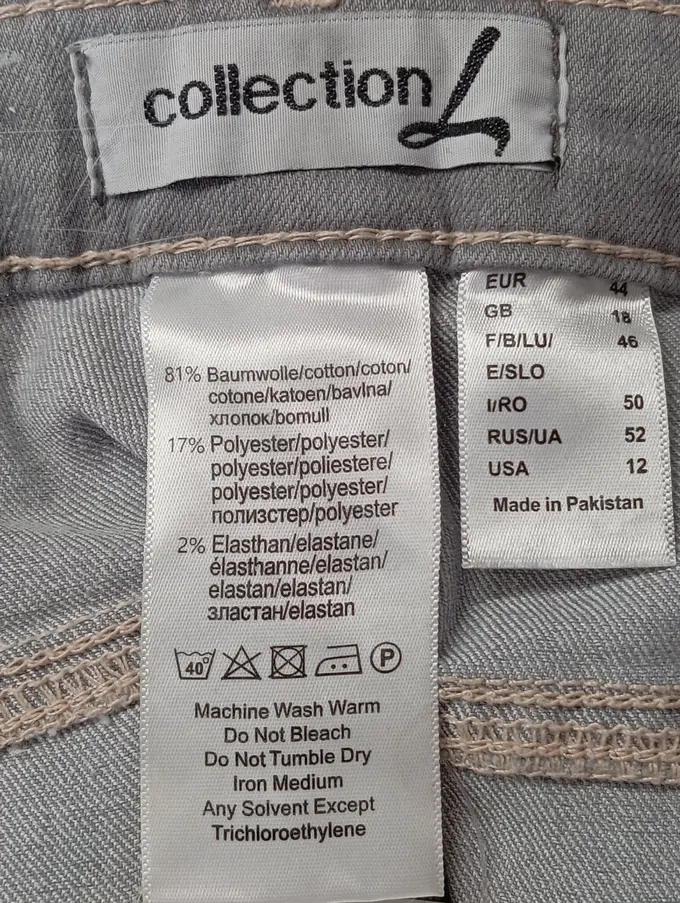 collection L
81% Baumwolle/cotton/coton/
cotone/katoen/bavlna/
хлопок/bomull
17% Polyester/polyester/
polyester/poliestere/
polyester/polyester/
полизстер/polyester
2% Elasthan/elastane/
élasthanne/elastan/
elastan/elastan/
зластан/elastan
40°
P
Machine Wash Warm
Do Not Bleach
Do Not Tumble Dry
Iron Medium
Any Solvent Except
Trichloroethylene
EUR 44
GB 18
F/B/LU/ 46
E/SLO
I/RO 50
RUS/UA 52
USA 12
Made in Pakistan